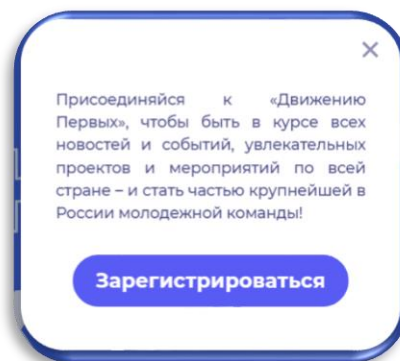 Присоединяйся к «Движению
Первых», чтобы быть в курсе всех
новостей и событий, увлекательных
проектов и мероприятий по всей
стране – и стать частью крупнейшей в
России молодежной команды!
Зарегистрироваться